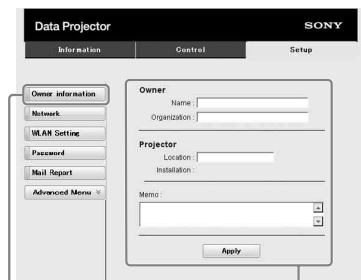 Data Projector
SONY
Information
Control
Setup
Owner information
Network
WLAN Setting
Password
Mail Report
Advanced Menu
Owner
Name :
Organization :
Projector
Location :
Installation :
Memo :
Apply